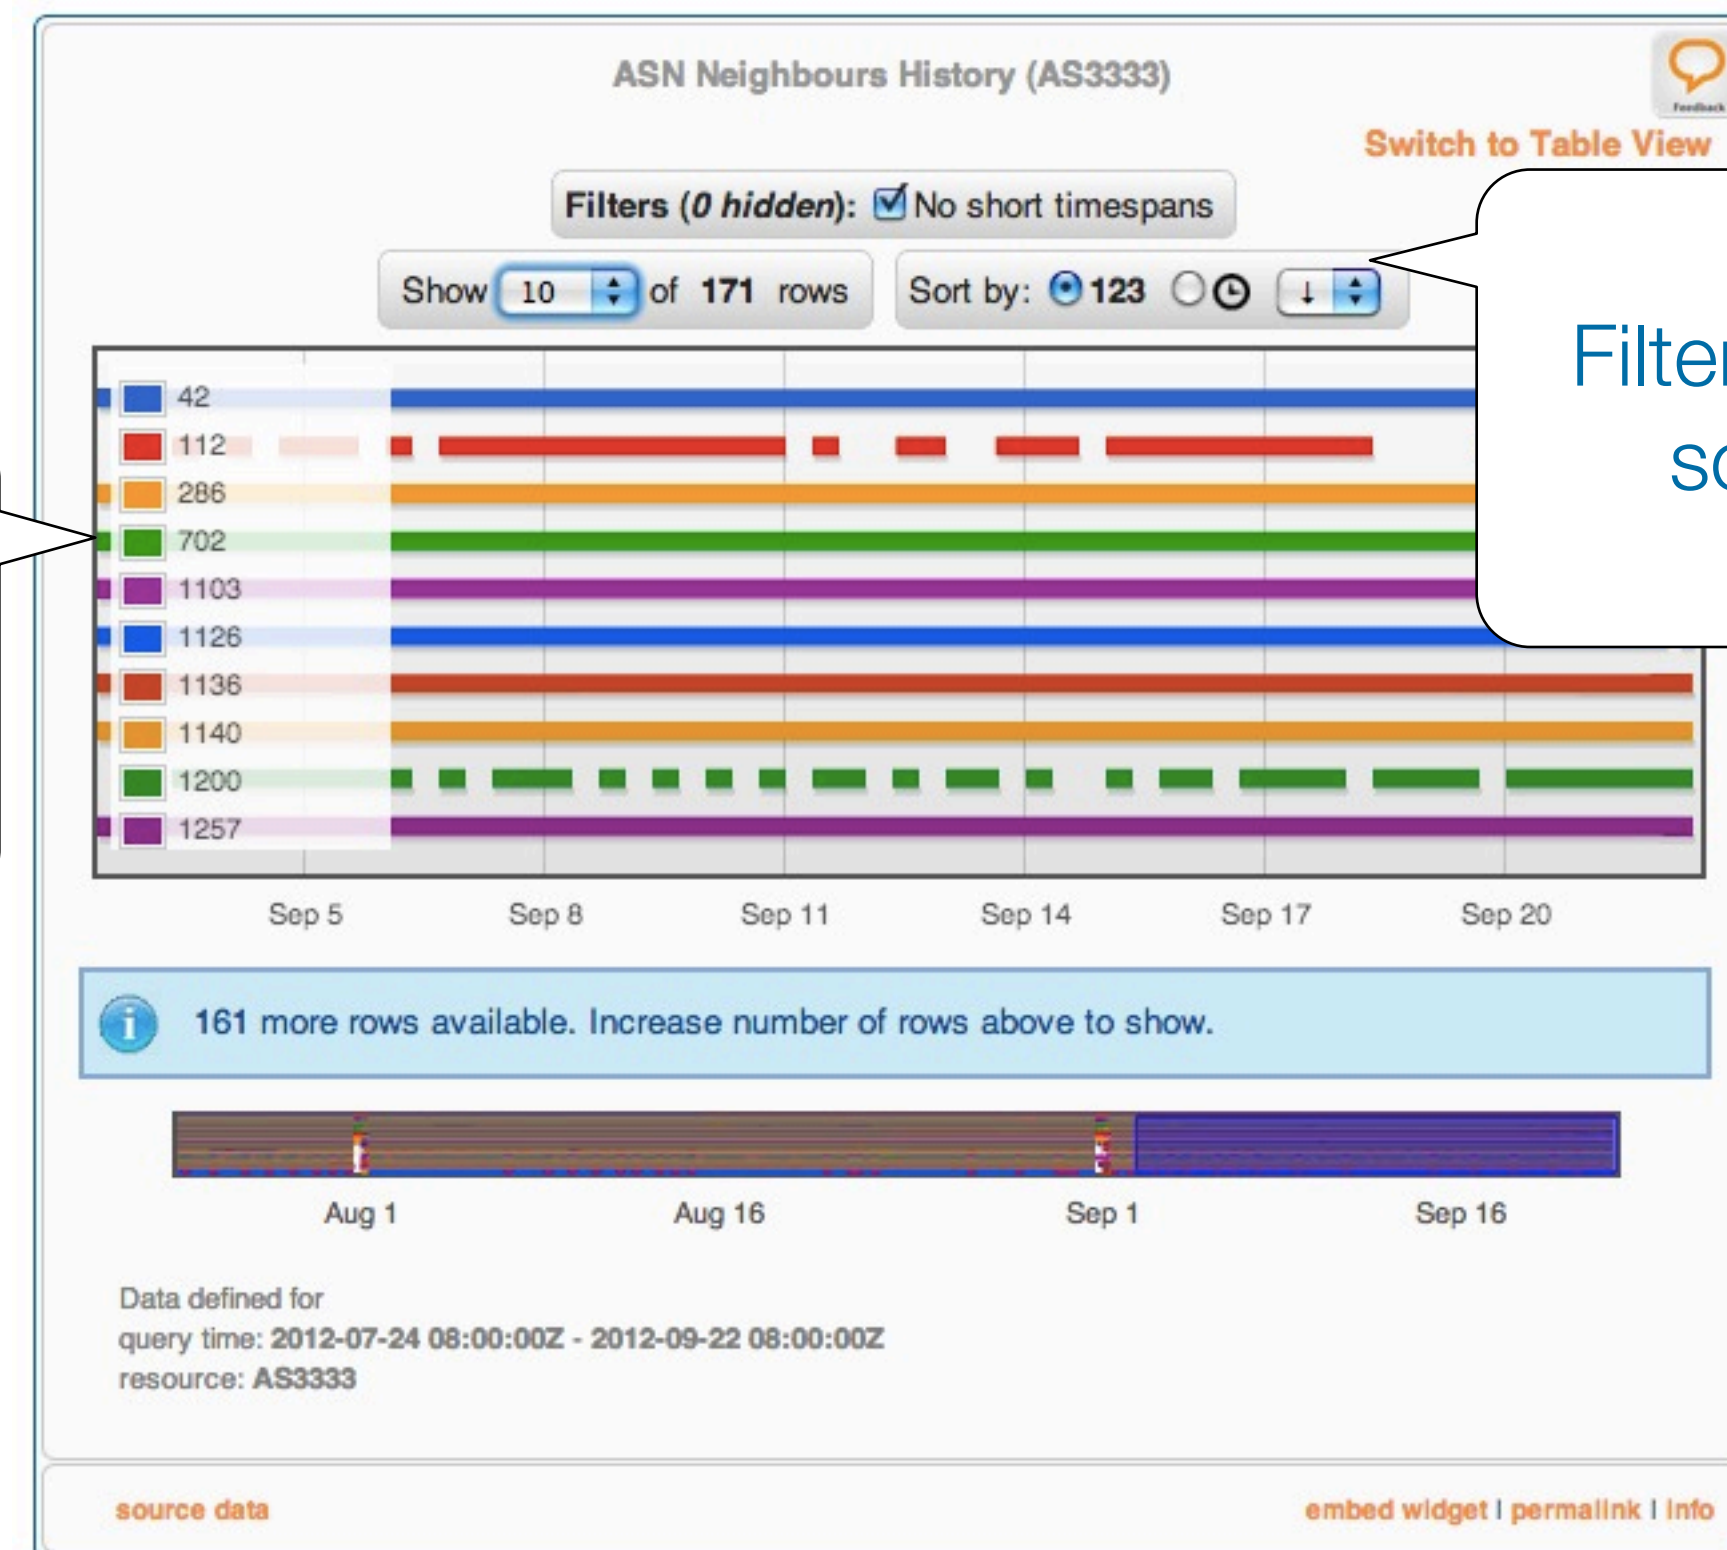 ASN Neighbours History (AS3333)
Feedback
Switch to Table View
Filters (0 hidden): No short timespans
Show 10 of 171 rows Sort by: 123 ↓
42
112
286
702
1103
1126
1136
1140
1200
1257
Sep 5 Sep 8 Sep 11 Sep 14 Sep 17 Sep 20
161 more rows available. Increase number of rows above to show.
Aug 1 Aug 16 Sep 1 Sep 16
Data defined for
query time: 2012-07-24 08:00:00Z - 2012-09-22 08:00:00Z
resource: AS3333
source data
embed widget | permalink | info